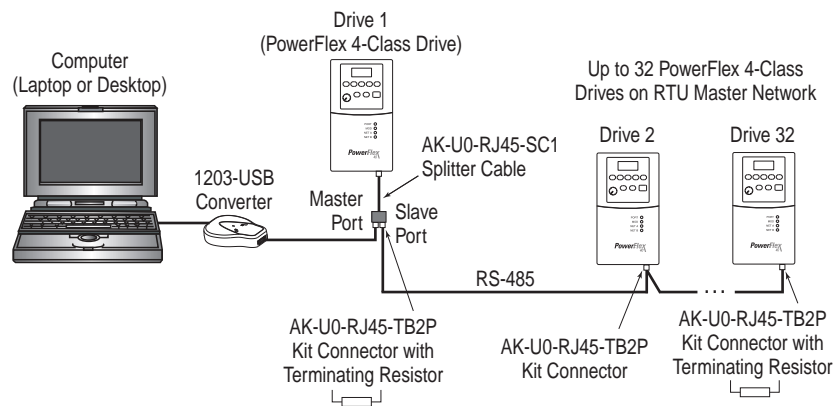 Drive 1
(PowerFlex 4-Class Drive)
Computer
(Laptop or Desktop)
Up to 32 PowerFlex 4-Class
Drives on RTU Master Network
Drive 2
Drive 32
AK-U0-RJ45-SC1
Splitter Cable
1203-USB
Converter
Master
Port
Slave
Port
PowerFlex
PowerFlex
PowerFlex
RS-485
...
AK-U0-RJ45-TB2P
Kit Connector with
Terminating Resistor
AK-U0-RJ45-TB2P
Kit Connector
AK-U0-RJ45-TB2P
Kit Connector with
Terminating Resistor